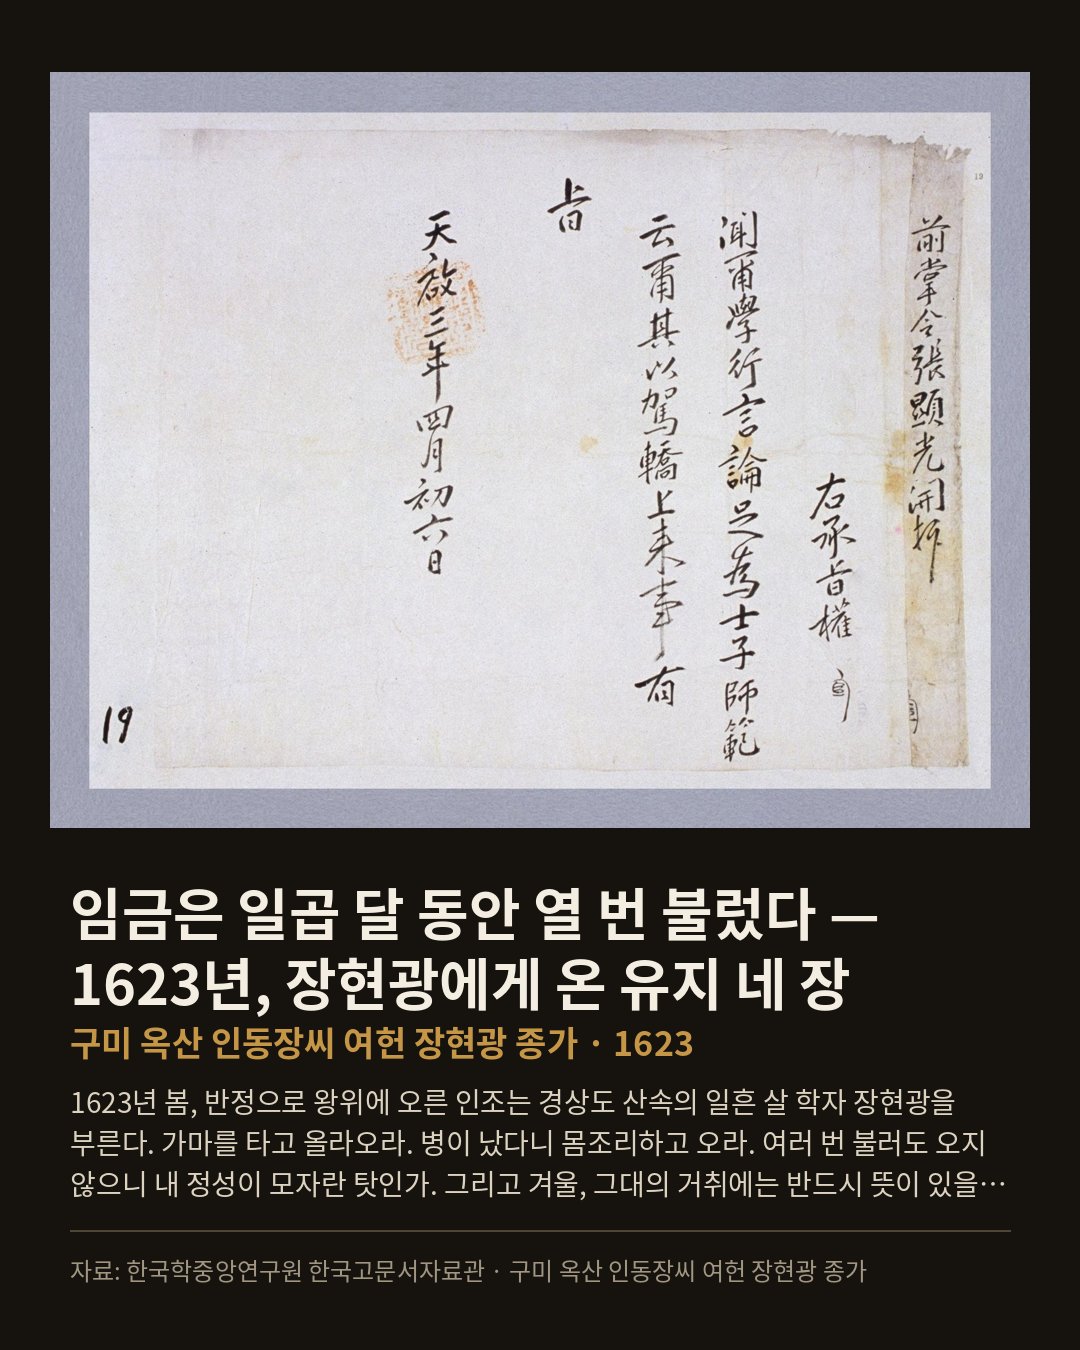 前掌令張顯光開拆
右承旨權
聞爾學行言論足為士子師範
云爾其以駕轎上來事有
旨
天啟三年四月初六日
19
19
임금은 일곱 달 동안 열 번 불렀다 —
1623년, 장현광에게 온 유지 네 장
구미 옥산 인동장씨 여헌 장현광 종가 · 1623
1623년 봄, 반정으로 왕위에 오른 인조는 경상도 산속의 일흔 살 학자 장현광을
부른다. 가마를 타고 올라오라. 병이 났다니 몸조리하고 오라. 여러 번 불러도 오지
않으니 내 정성이 모자란 탓인가. 그리고 겨울, 그대의 거취에는 반드시 뜻이 있을…
자료: 한국학중앙연구원 한국고문서자료관 · 구미 옥산 인동장씨 여헌 장현광 종가